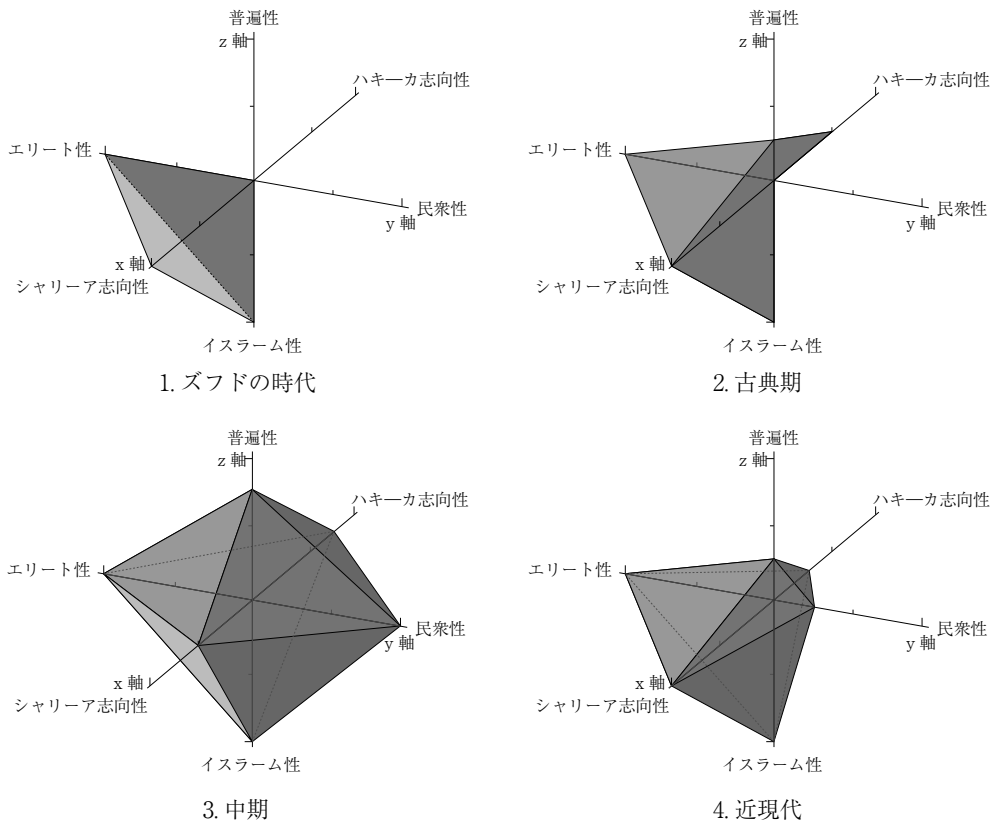 普遍性
z 軸
ハキーカ志向性
エリート性
民衆性
y 軸
x 軸
シャリーア志向性
イスラーム性
1. ズフドの時代
普遍性
z 軸
ハキーカ志向性
エリート性
民衆性
y 軸
x 軸
シャリーア志向性
イスラーム性
2. 古典期
普遍性
z 軸
ハキーカ志向性
エリート性
民衆性
y 軸
x 軸
シャリーア志向性
イスラーム性
3. 中期
普遍性
z 軸
ハキーカ志向性
エリート性
民衆性
y 軸
x 軸
シャリーア志向性
イスラーム性
4. 近現代